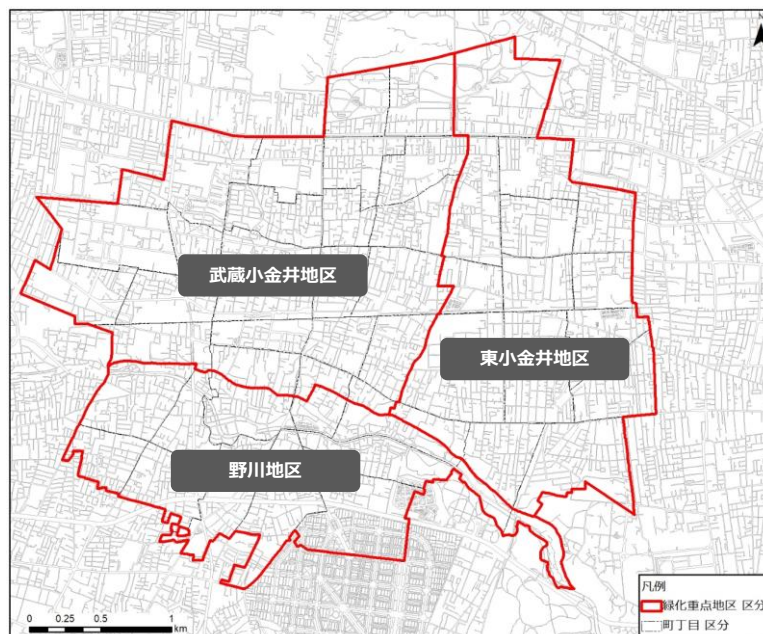 N
武蔵小金井地区
東小金井地区
野川地区
凡例
緑化重点地区 区分
町丁目 区分
0 0.25 0.5 1
km